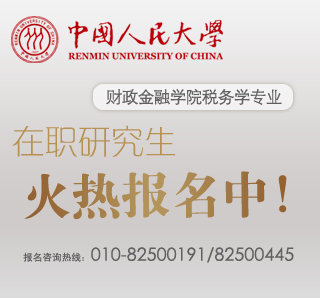 中国人民大学
RENMIN UNIVERSITY OF CHINA
财政金融学院税务学专业
在职研究生
火热报名中！
报名咨询热线：010-82500191/82500445